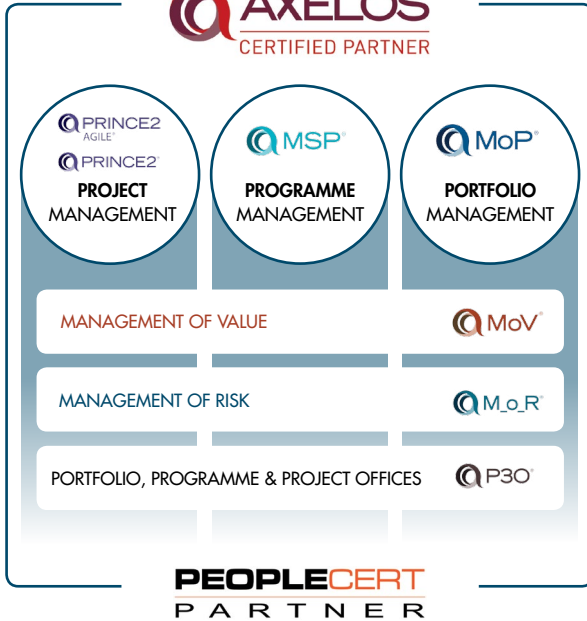 AXELOS
CERTIFIED PARTNER
PRINCE2
AGILE®
PRINCE2®
PROJECT
MANAGEMENT
MSP®
PROGRAMME
MANAGEMENT
MoP®
PORTFOLIO
MANAGEMENT
MANAGEMENT OF VALUE
MoV®
MANAGEMENT OF RISK
M_o_R®
PORTFOLIO, PROGRAMME & PROJECT OFFICES
P3O®
PEOPLECERT
PARTNER